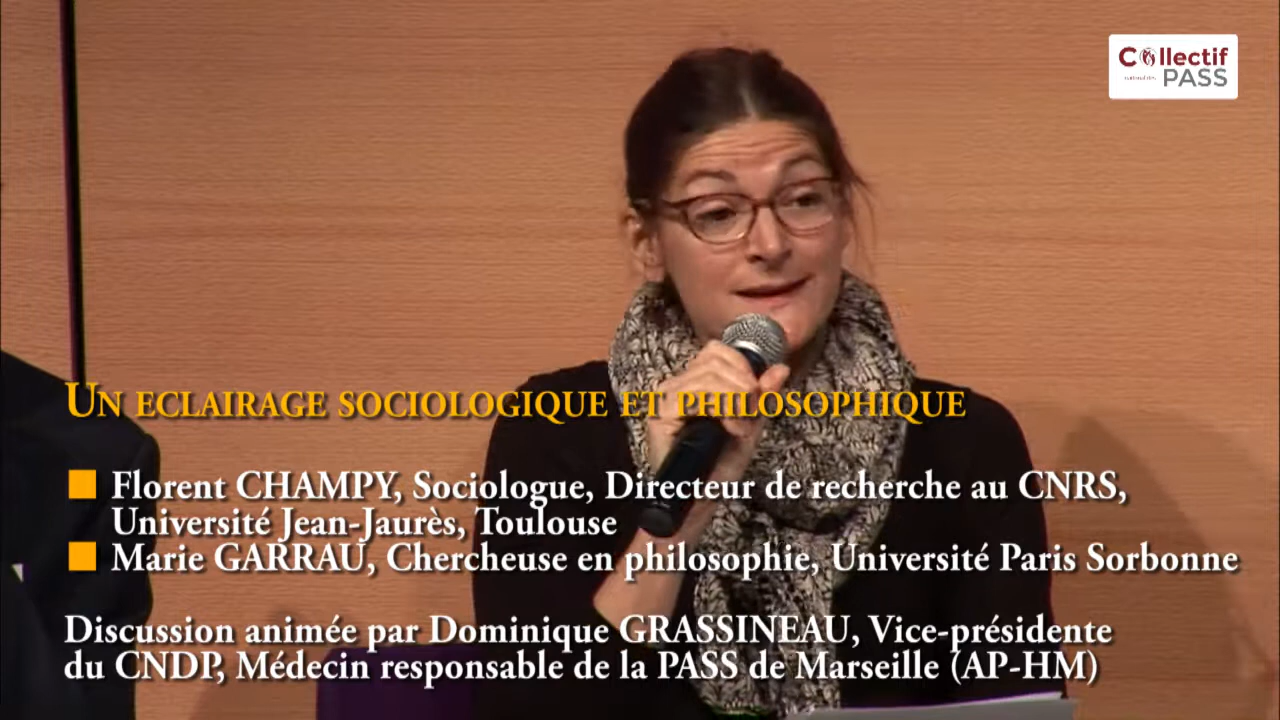 Collectif
PASS
UN ECLAIRAGE SOCIOLOGIQUE ET PHILOSOPHIQUE
Florent CHAMPY, Sociologue, Directeur de recherche au CNRS,
Université Jean-Jaurès, Toulouse
Marie GARRAU, Chercheuse en philosophie, Université Paris Sorbonne
Discussion animée par Dominique GRASSINEAU, Vice-présidente
du CNDP, Médecin responsable de la PASS de Marseille (AP-HM)